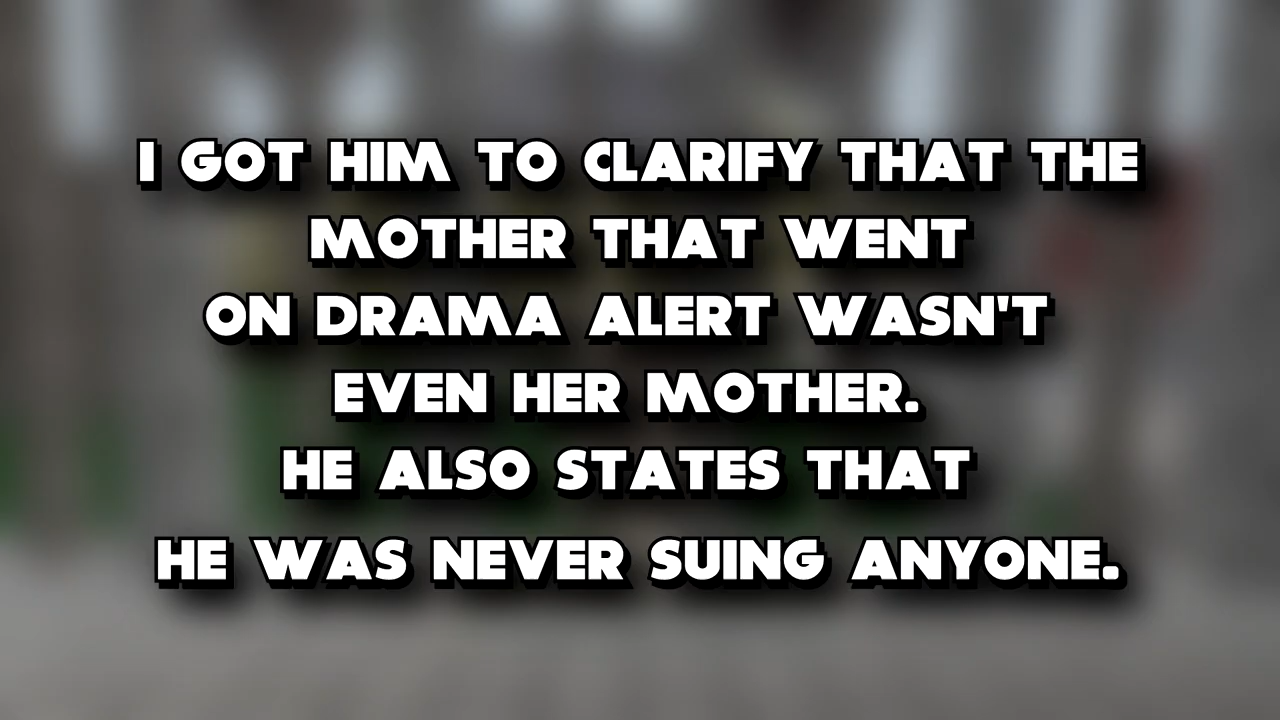 I GOT HIM TO CLARIFY THAT THE
MOTHER THAT WENT
ON DRAMA ALERT WASN'T
EVEN HER MOTHER.
HE ALSO STATES THAT
HE WAS NEVER SUING ANYONE.